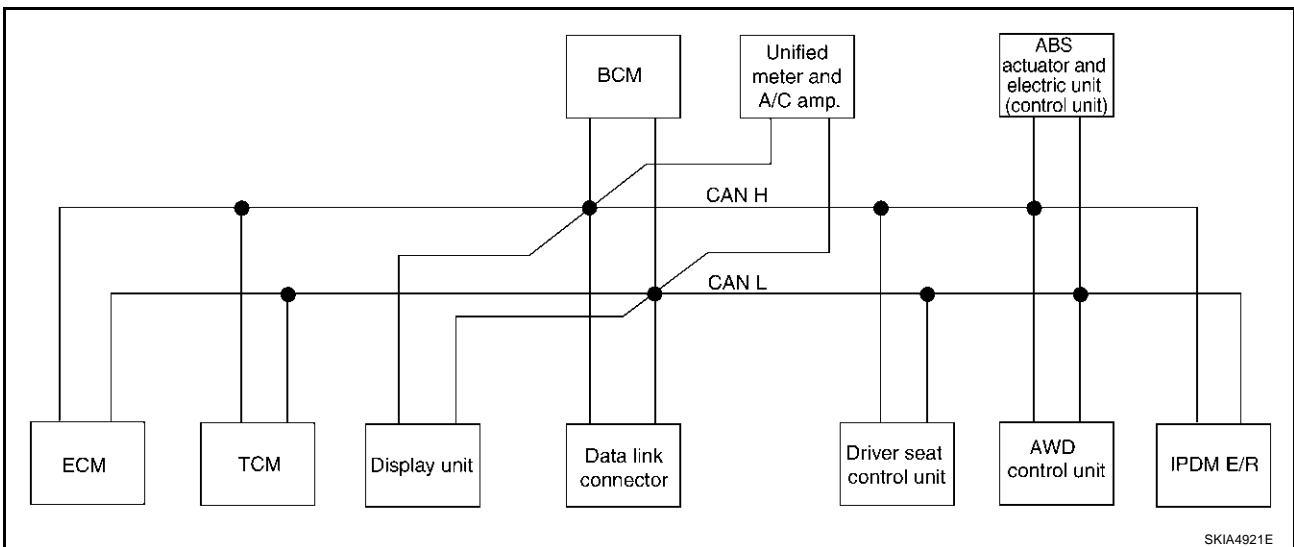 BCM
Unified
meter and
A/C amp.
ABS
actuator and
electric unit
(control unit)
CAN H
CAN L
ECM
TCM
Display unit
Data link
connector
Driver seat
control unit
AWD
control unit
IPDM E/R
SKIA4921E